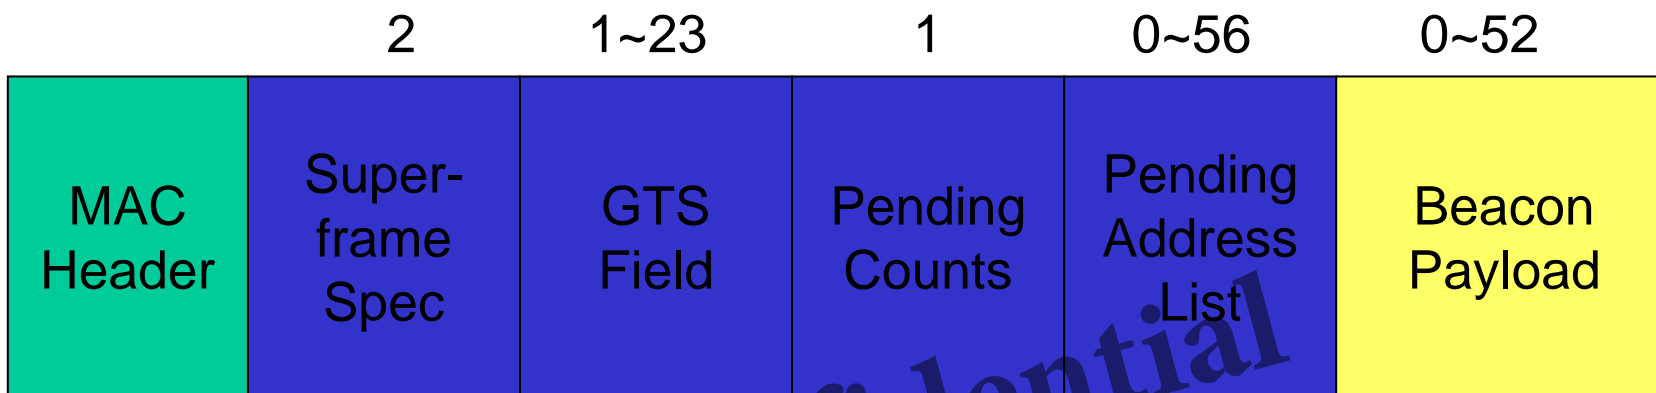 2 1~23 1 0~56 0~52
MAC
Header
Super-
frame
Spec
GTS
Field
Pending
Counts
Pending
Address
List
Beacon
Payload
fidential